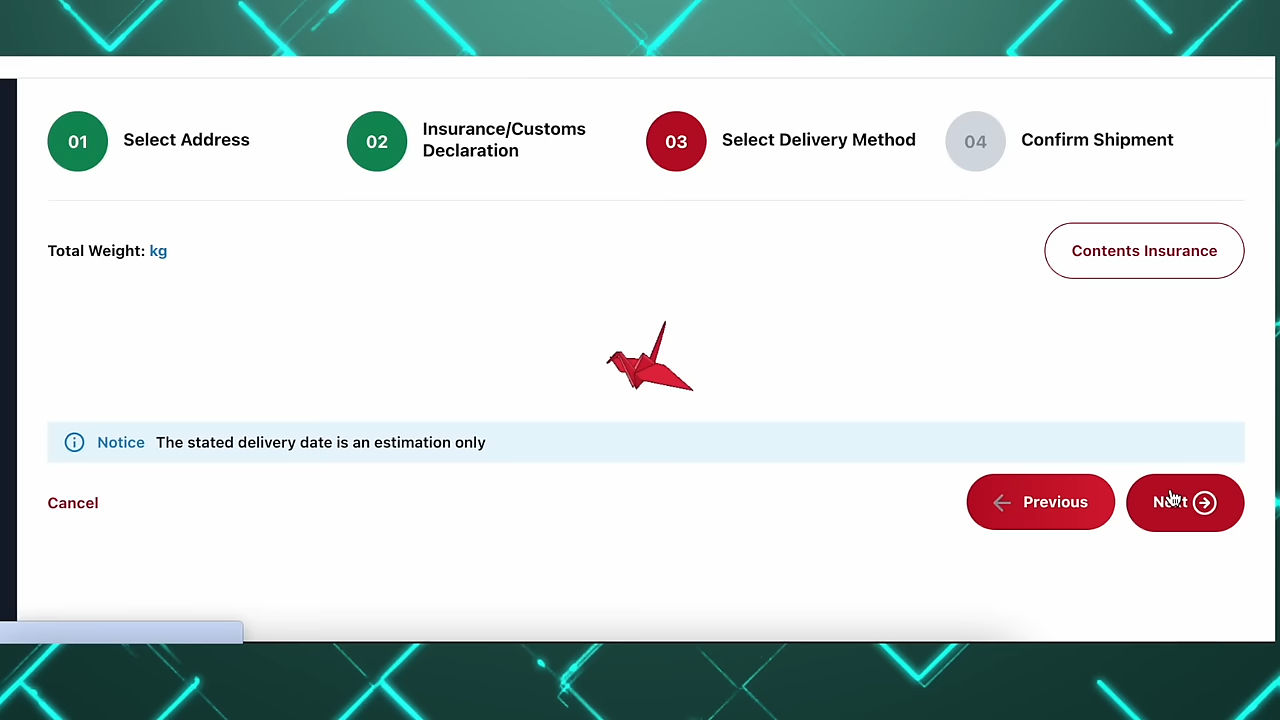 01 Select Address
02 Insurance/Customs
Declaration
03 Select Delivery Method
04 Confirm Shipment
Total Weight: kg
Contents Insurance
Notice The stated delivery date is an estimation only
Cancel
Previous
Next